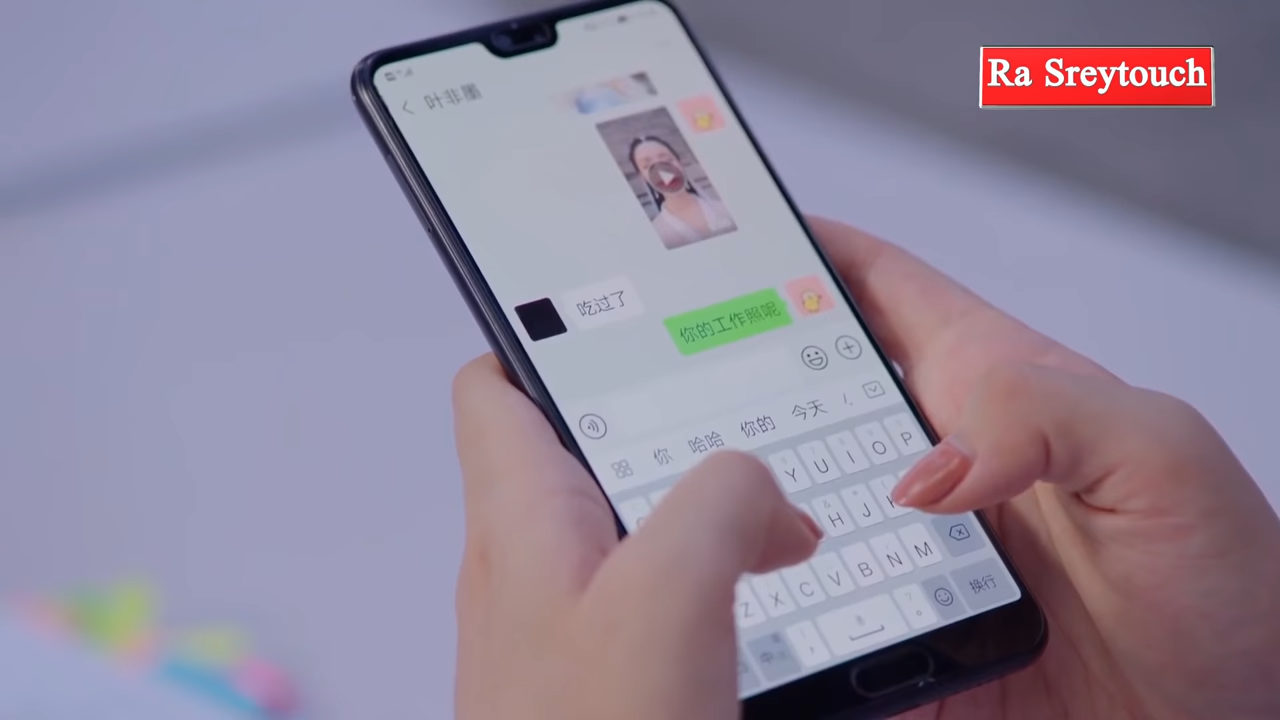 Ra Sreytouch
叶非墨
吃过了
你的工作照呢
你 哈哈 你的 今天
Y U I O P
H J
Z X C V B N M
换行